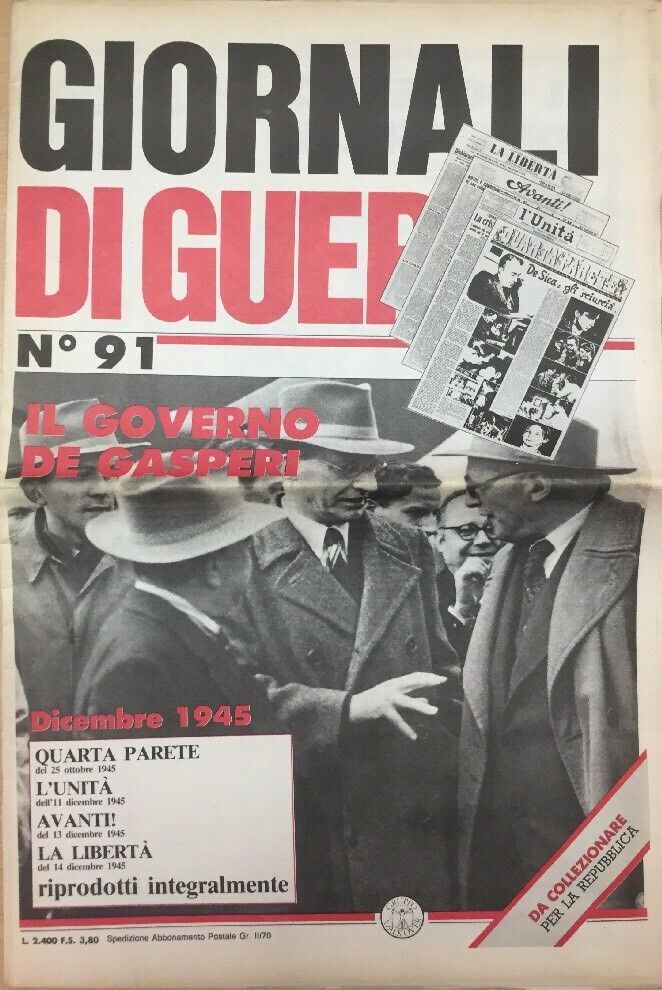 GIORNALI
DI GUER
N° 91
LA LIBERTÀ
Avanti!
l'Unità
De Sica e gli sciuscià
IL GOVERNO
DE GASPERI
Dicembre 1945
QUARTA PARETE
del 25 ottobre 1945
L'UNITÀ
dell'11 dicembre 1945
AVANTI!
del 13 dicembre 1945
LA LIBERTÀ
del 14 dicembre 1945
riprodotti integralmente
DA COLLEZIONARE
PER LA REPUBBLICA
L. 2.400 F.S. 3,80 Spedizione Abbonamento Postale Gr. II/70